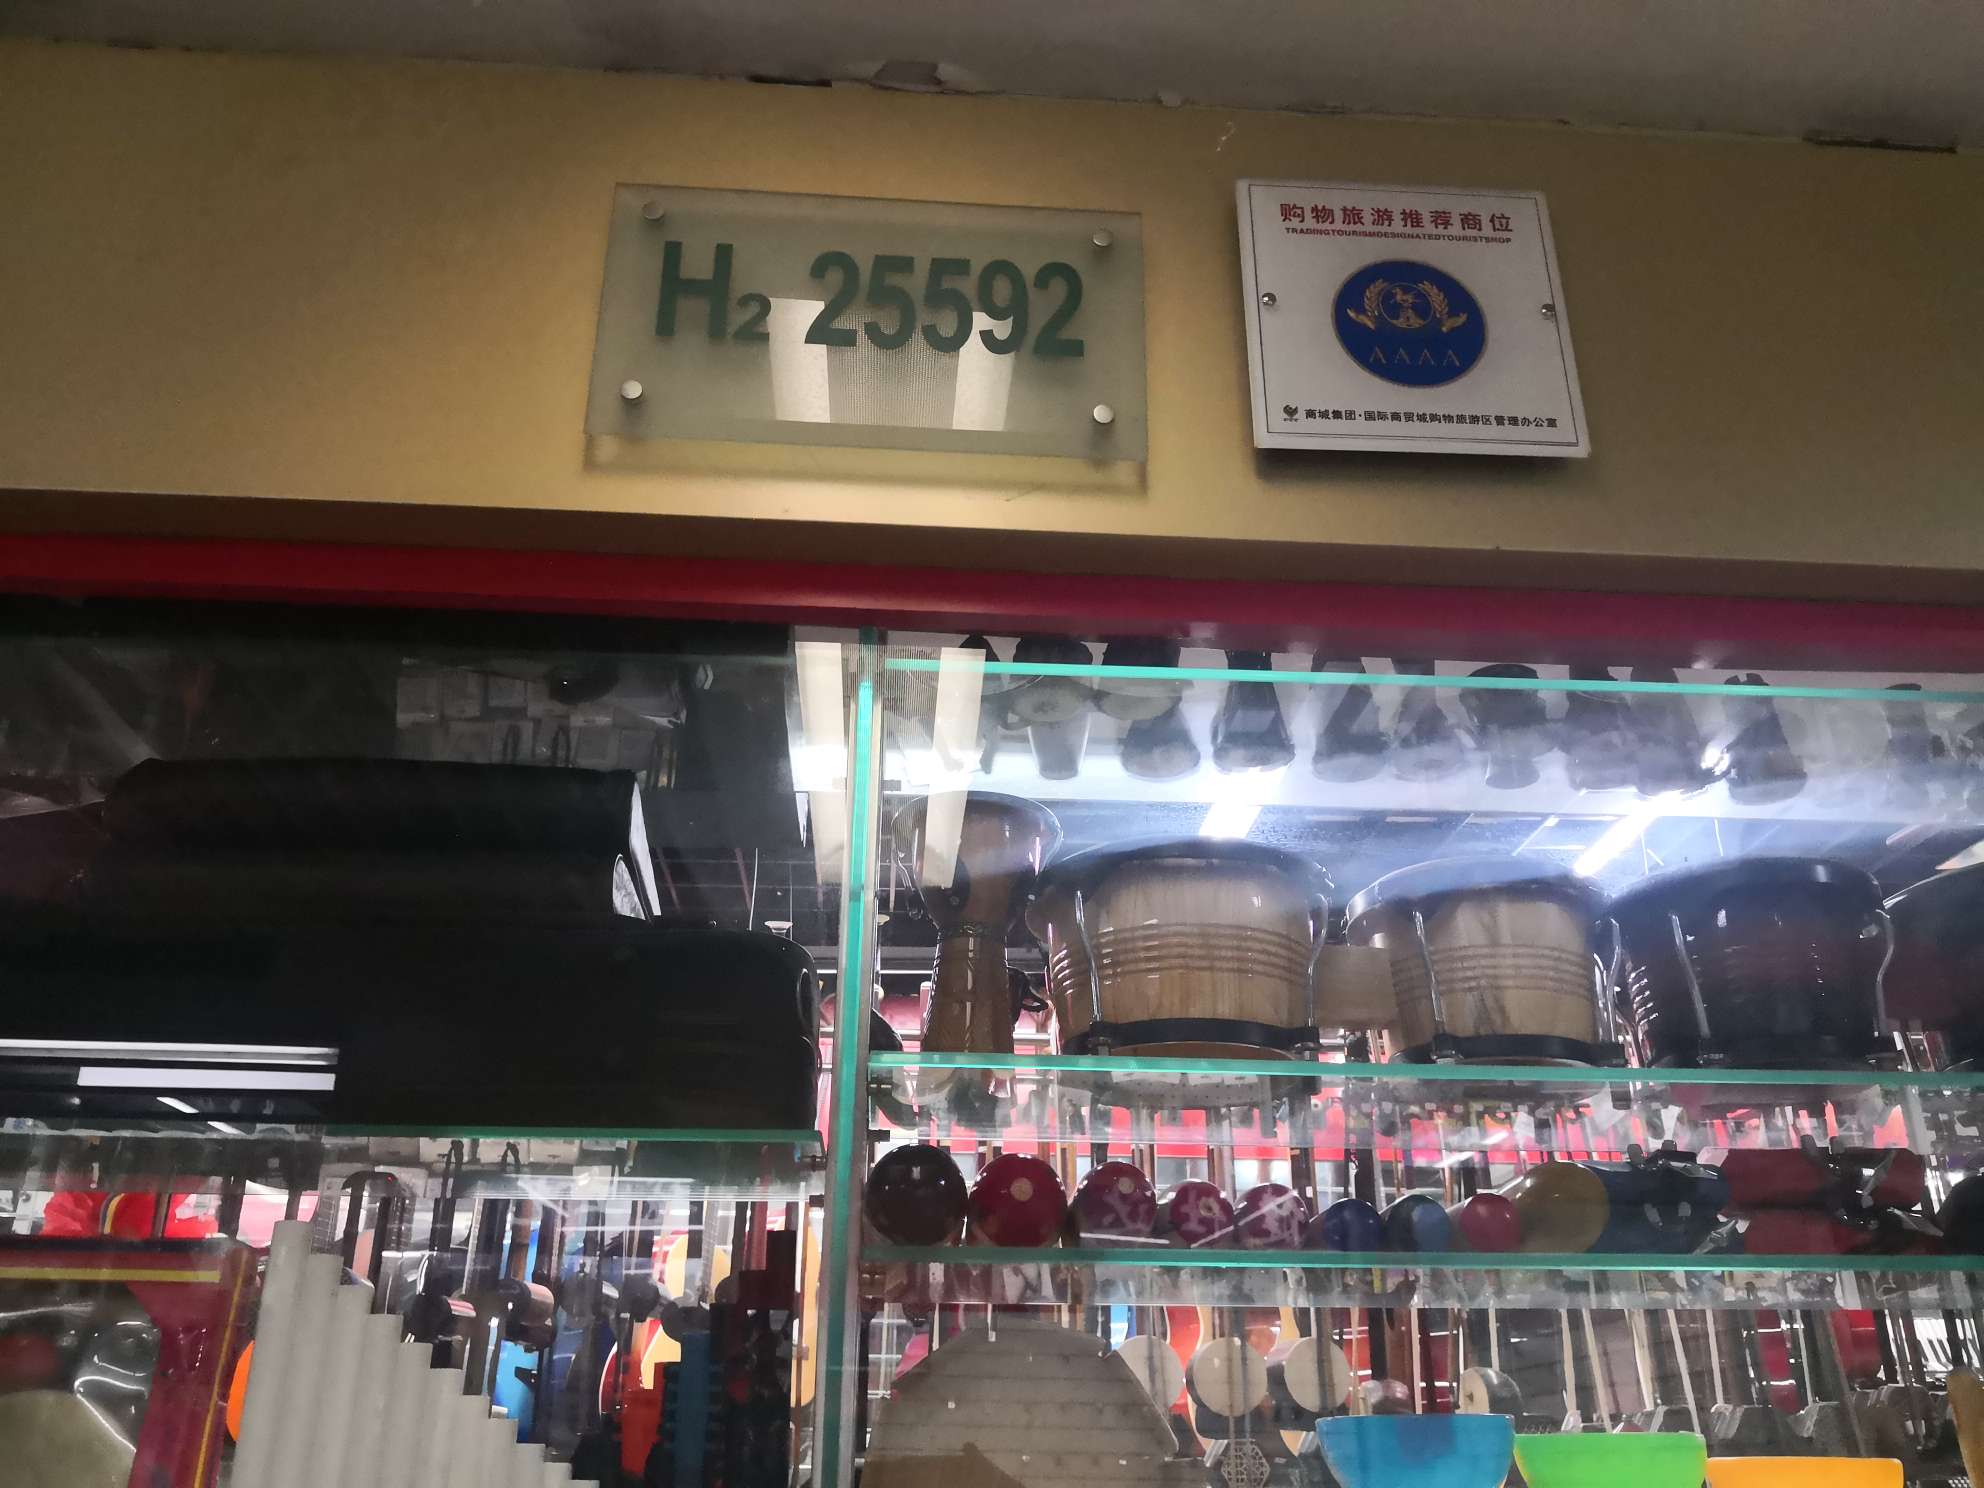 H2 25592
购物旅游推荐商位
TRADINGTOURISMDESIGNATEDTOURISTSHOP
AAAA
商城集团·国际商贸城购物旅游区管理办公室